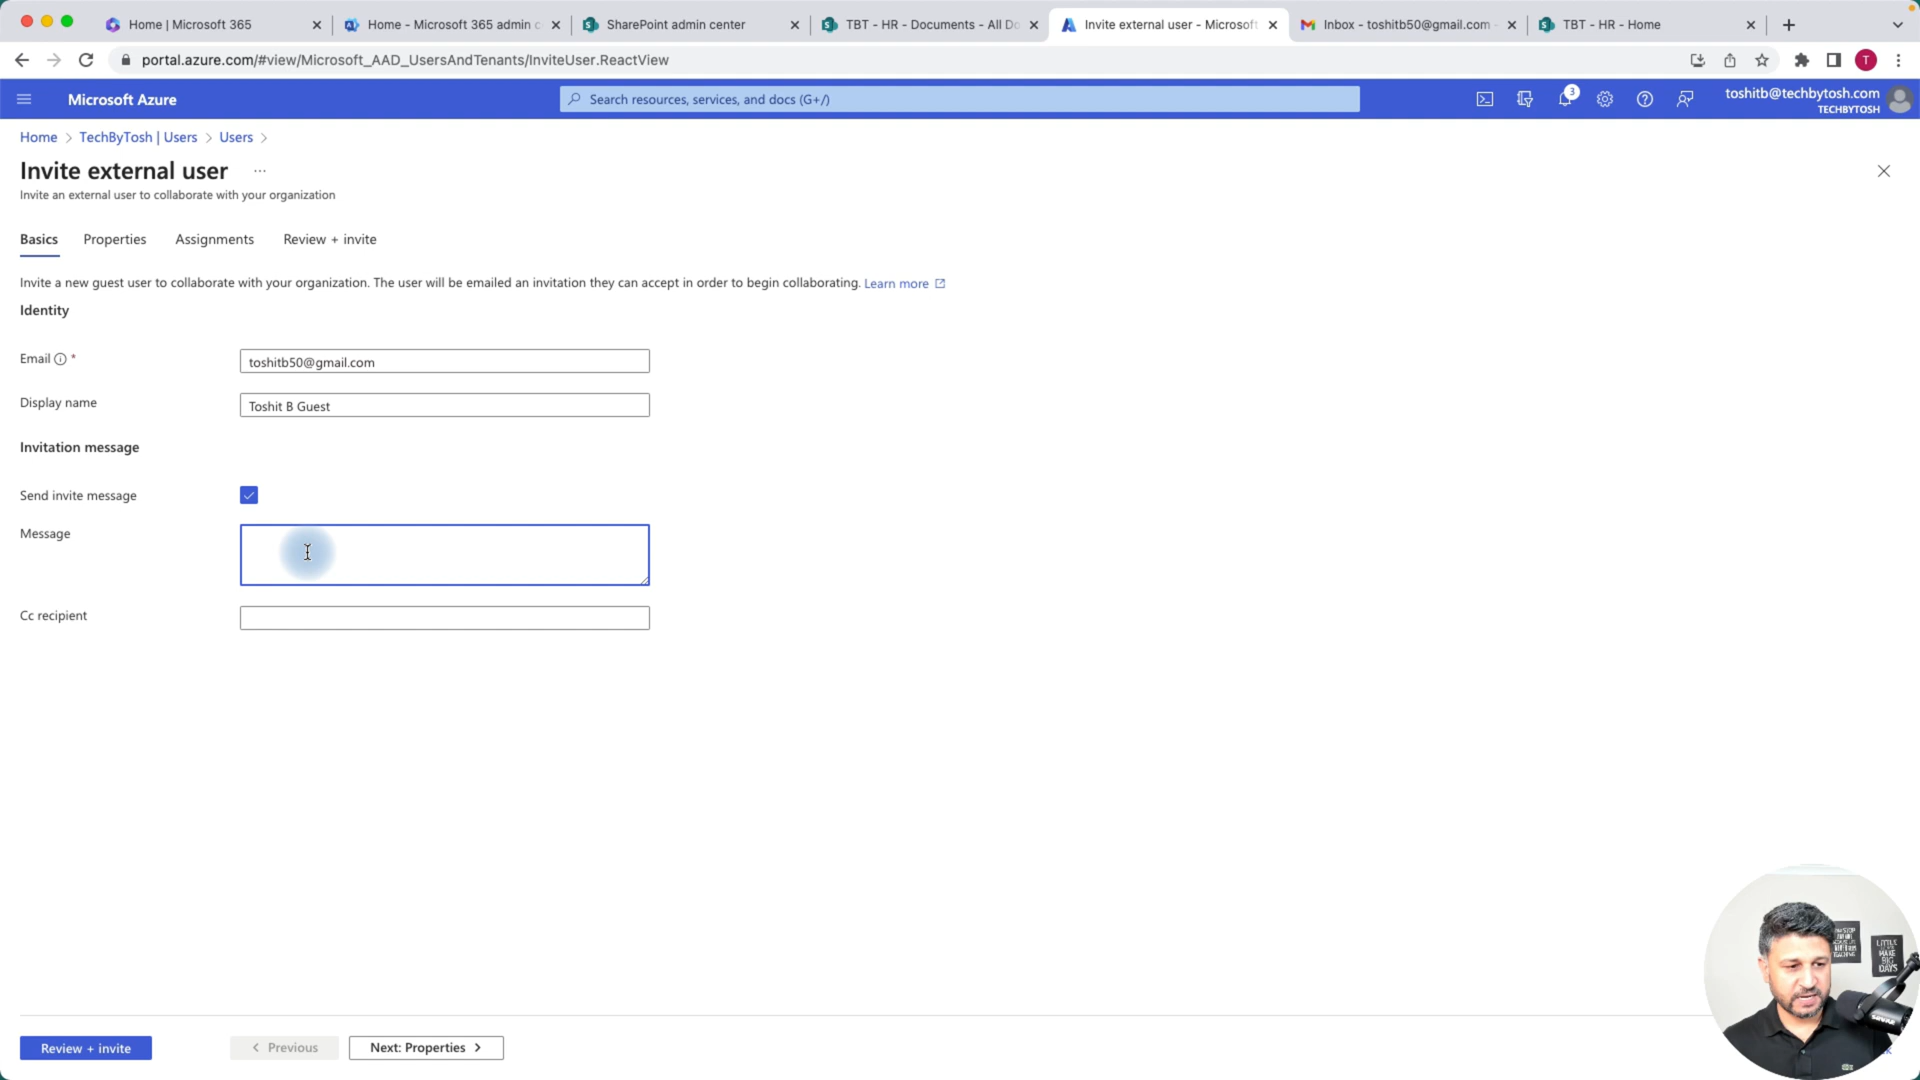 Home | Microsoft 365
Home - Microsoft 365 admin c
SharePoint admin center
TBT - HR - Documents - All Do
Invite external user - Microsoft
Inbox - toshitb50@gmail.com -
TBT - HR - Home
portal.azure.com/#view/Microsoft_AAD_UsersAndTenants/InviteUser.ReactView
T
Microsoft Azure
Search resources, services, and docs (G+/)
3
toshitb@techbytosh.com
TECHBYTOSH
Home > TechByTosh | Users > Users >
Invite external user ...
Invite an external user to collaborate with your organization
Basics Properties Assignments Review + invite
Invite a new guest user to collaborate with your organization. The user will be emailed an invitation they can accept in order to begin collaborating. Learn more
Identity
Email *
toshitb50@gmail.com
Display name
Toshit B Guest
Invitation message
Send invite message
Message
Cc recipient
LITTLE
MAKE
BIG
DAYS
Review + invite
< Previous
Next: Properties >